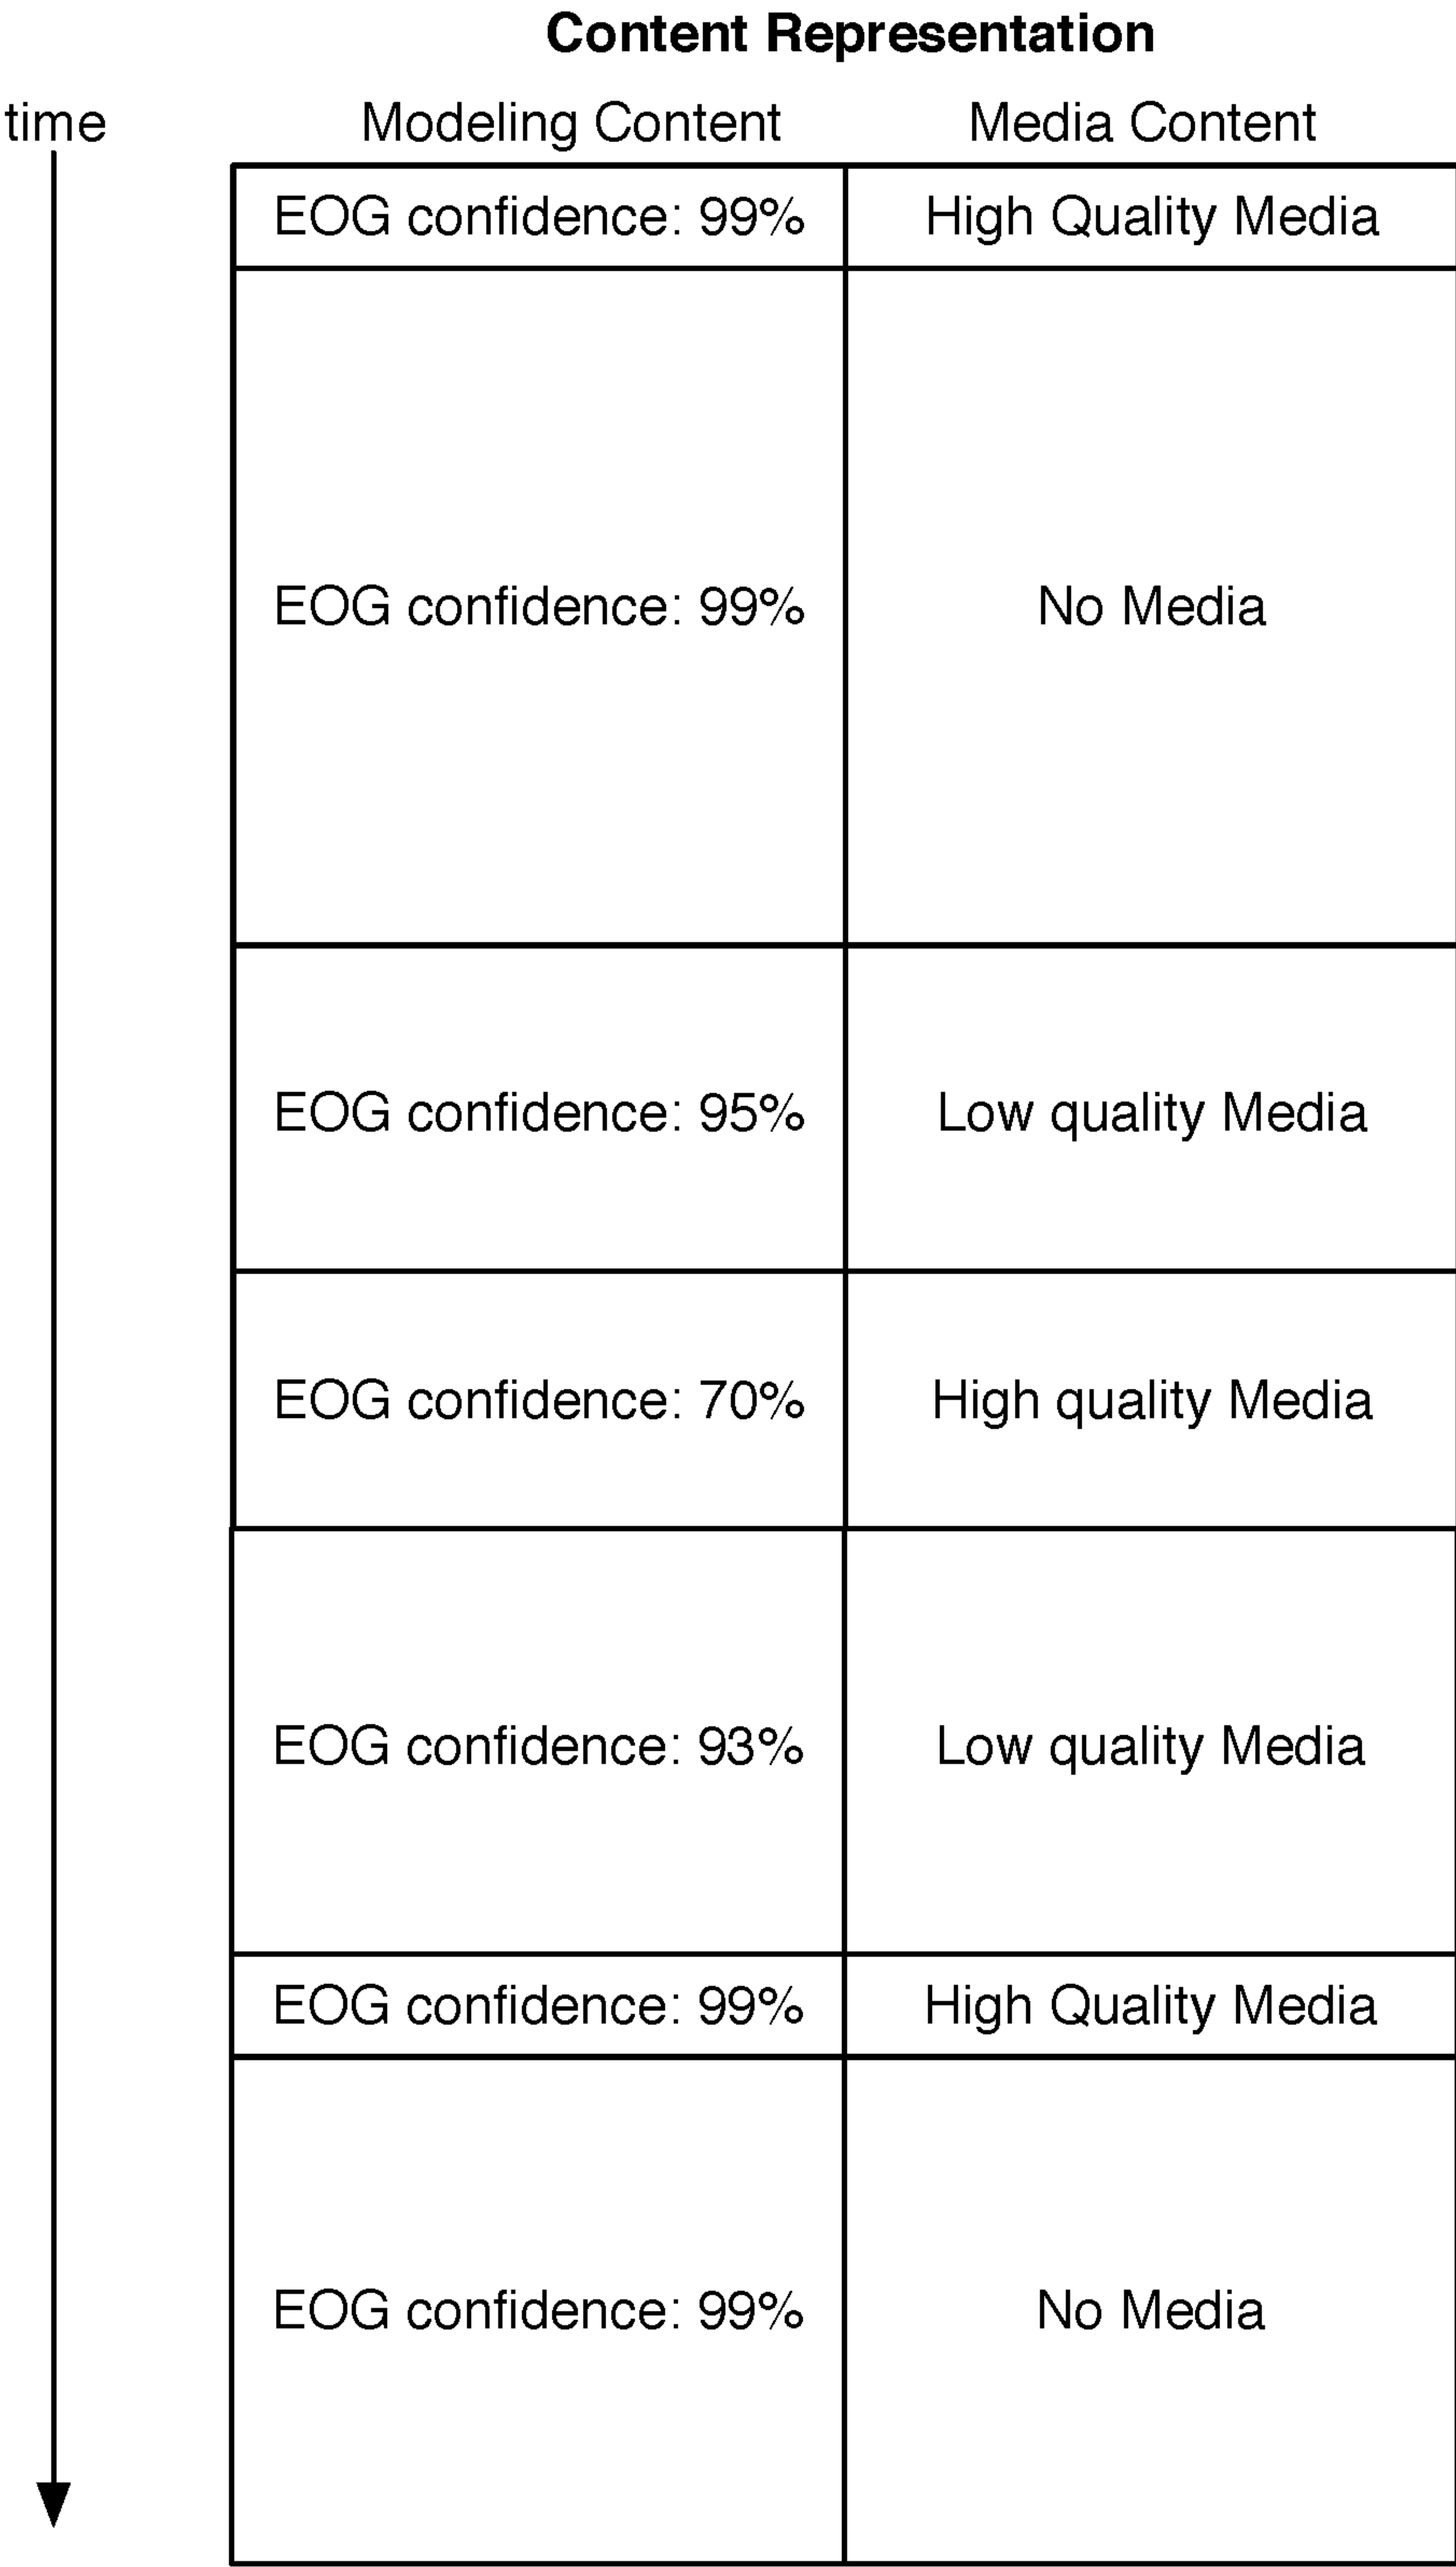 Content Representation
time
Modeling Content
Media Content
EOG confidence: 99%
High Quality Media
EOG confidence: 99%
No Media
EOG confidence: 95%
Low quality Media
EOG confidence: 70%
High quality Media
EOG confidence: 93%
Low quality Media
EOG confidence: 99%
High Quality Media
EOG confidence: 99%
No Media